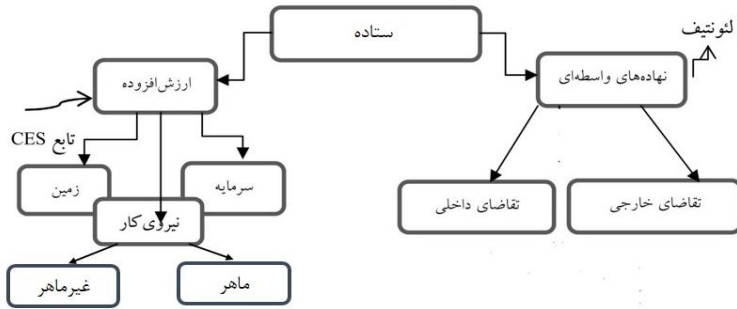 ستاده
لئونتیف
نهاده‌های واسطه‌ای
ارزش‌افزوده
تابع CES
سرمایه
زمین
نیروی کار
تقاضای خارجی
تقاضای داخلی
ماهر
غیرماهر